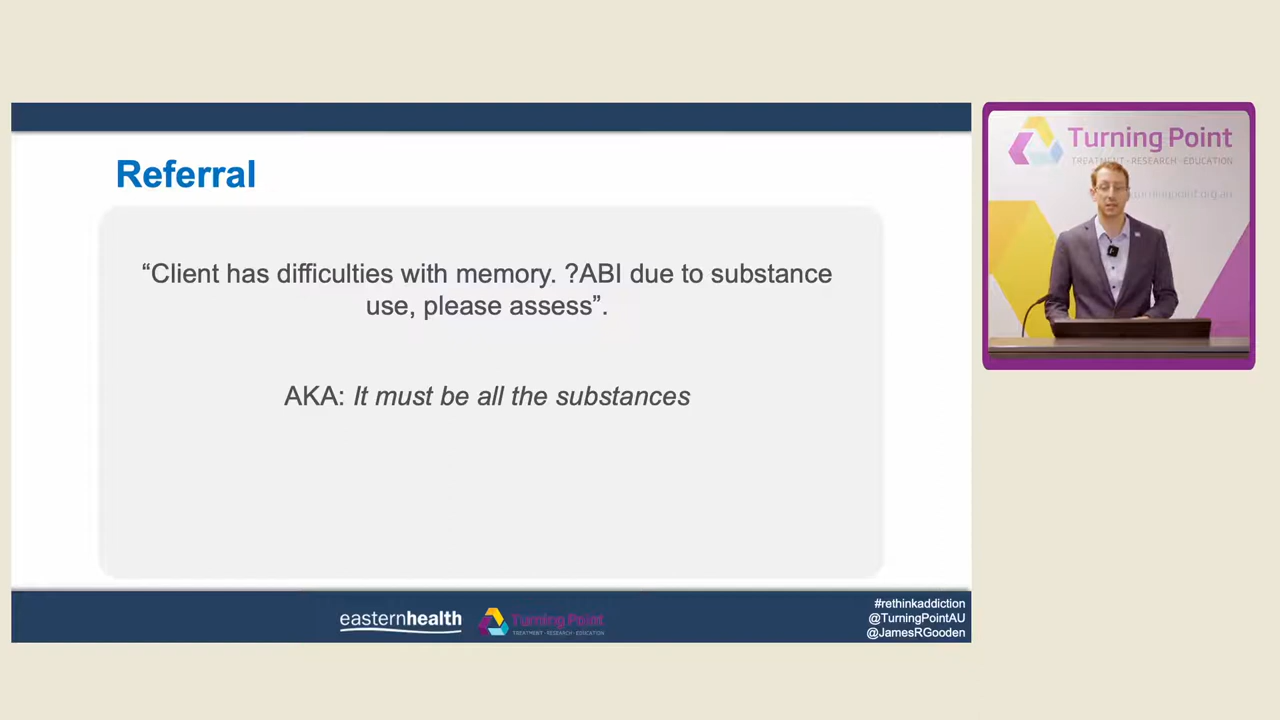 Referral
“Client has difficulties with memory. ?ABI due to substance
use, please assess”.
AKA: It must be all the substances
easternhealth
Turning Point
TREATMENT · RESEARCH · EDUCATION
#rethinkaddiction
@TurningPointAU
@JamesRGooden
Turning Point
TREATMENT · RESEARCH · EDUCATION